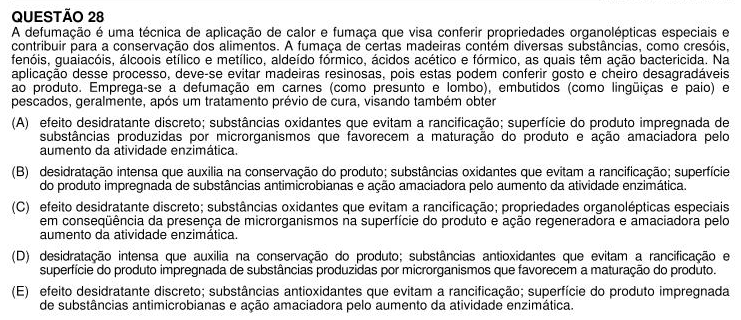 QUESTÃO 28
A defumação é uma técnica de aplicação de calor e fumaça que visa conferir propriedades organolépticas especiais e
contribuir para a conservação dos alimentos. A fumaça de certas madeiras contém diversas substâncias, como cresóis,
fenóis, guaiacóis, álcoois etílico e metílico, aldeído fórmico, ácidos acético e fórmico, as quais têm ação bactericida. Na
aplicação desse processo, deve-se evitar madeiras resinosas, pois estas podem conferir gosto e cheiro desagradáveis
ao produto. Emprega-se a defumação em carnes (como presunto e lombo), embutidos (como lingüiças e paio) e
pescados, geralmente, após um tratamento prévio de cura, visando também obter
(A) efeito desidratante discreto; substâncias oxidantes que evitam a rancificação; superfície do produto impregnada de
substâncias produzidas por microrganismos que favorecem a maturação do produto e ação amaciadora pelo
aumento da atividade enzimática.
(B) desidratação intensa que auxilia na conservação do produto; substâncias oxidantes que evitam a rancificação; superfície
do produto impregnada de substâncias antimicrobianas e ação amaciadora pelo aumento da atividade enzimática.
(C) efeito desidratante discreto; substâncias oxidantes que evitam a rancificação; propriedades organolépticas especiais
em conseqüência da presença de microrganismos na superfície do produto e ação regeneradora e amaciadora pelo
aumento da atividade enzimática.
(D) desidratação intensa que auxilia na conservação do produto; substâncias antioxidantes que evitam a rancificação e
superfície do produto impregnada de substâncias produzidas por microrganismos que favorecem a maturação do produto.
(E) efeito desidratante discreto; substâncias antioxidantes que evitam a rancificação; superfície do produto impregnada
de substâncias antimicrobianas e ação amaciadora pelo aumento da atividade enzimática.